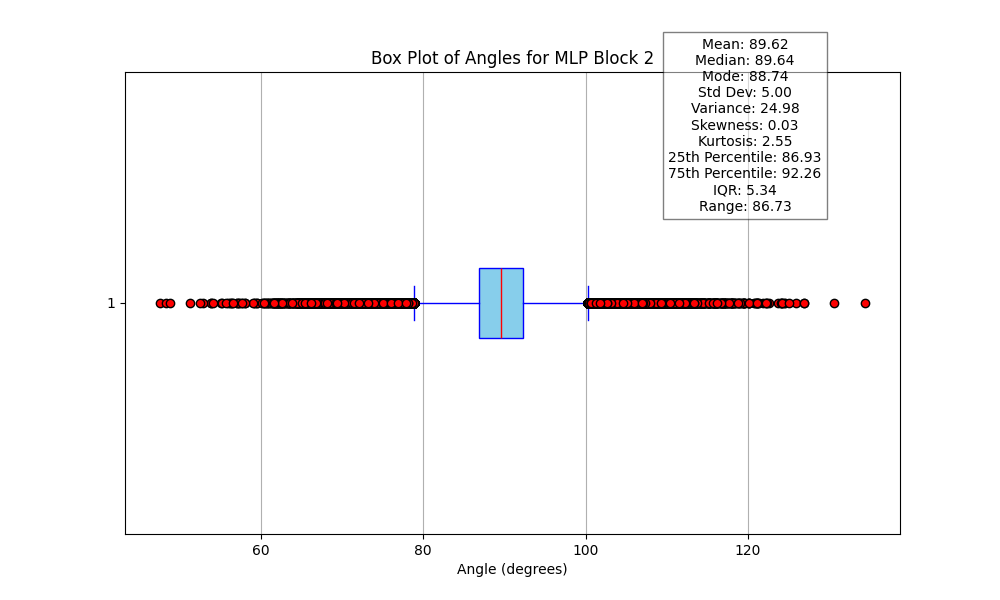 Box Plot of Angles for MLP Block 2
Mean: 89.62
Median: 89.64
Mode: 88.74
Std Dev: 5.00
Variance: 24.98
Skewness: 0.03
Kurtosis: 2.55
25th Percentile: 86.93
75th Percentile: 92.26
IQR: 5.34
Range: 86.73
1
60 80 100 120
Angle (degrees)